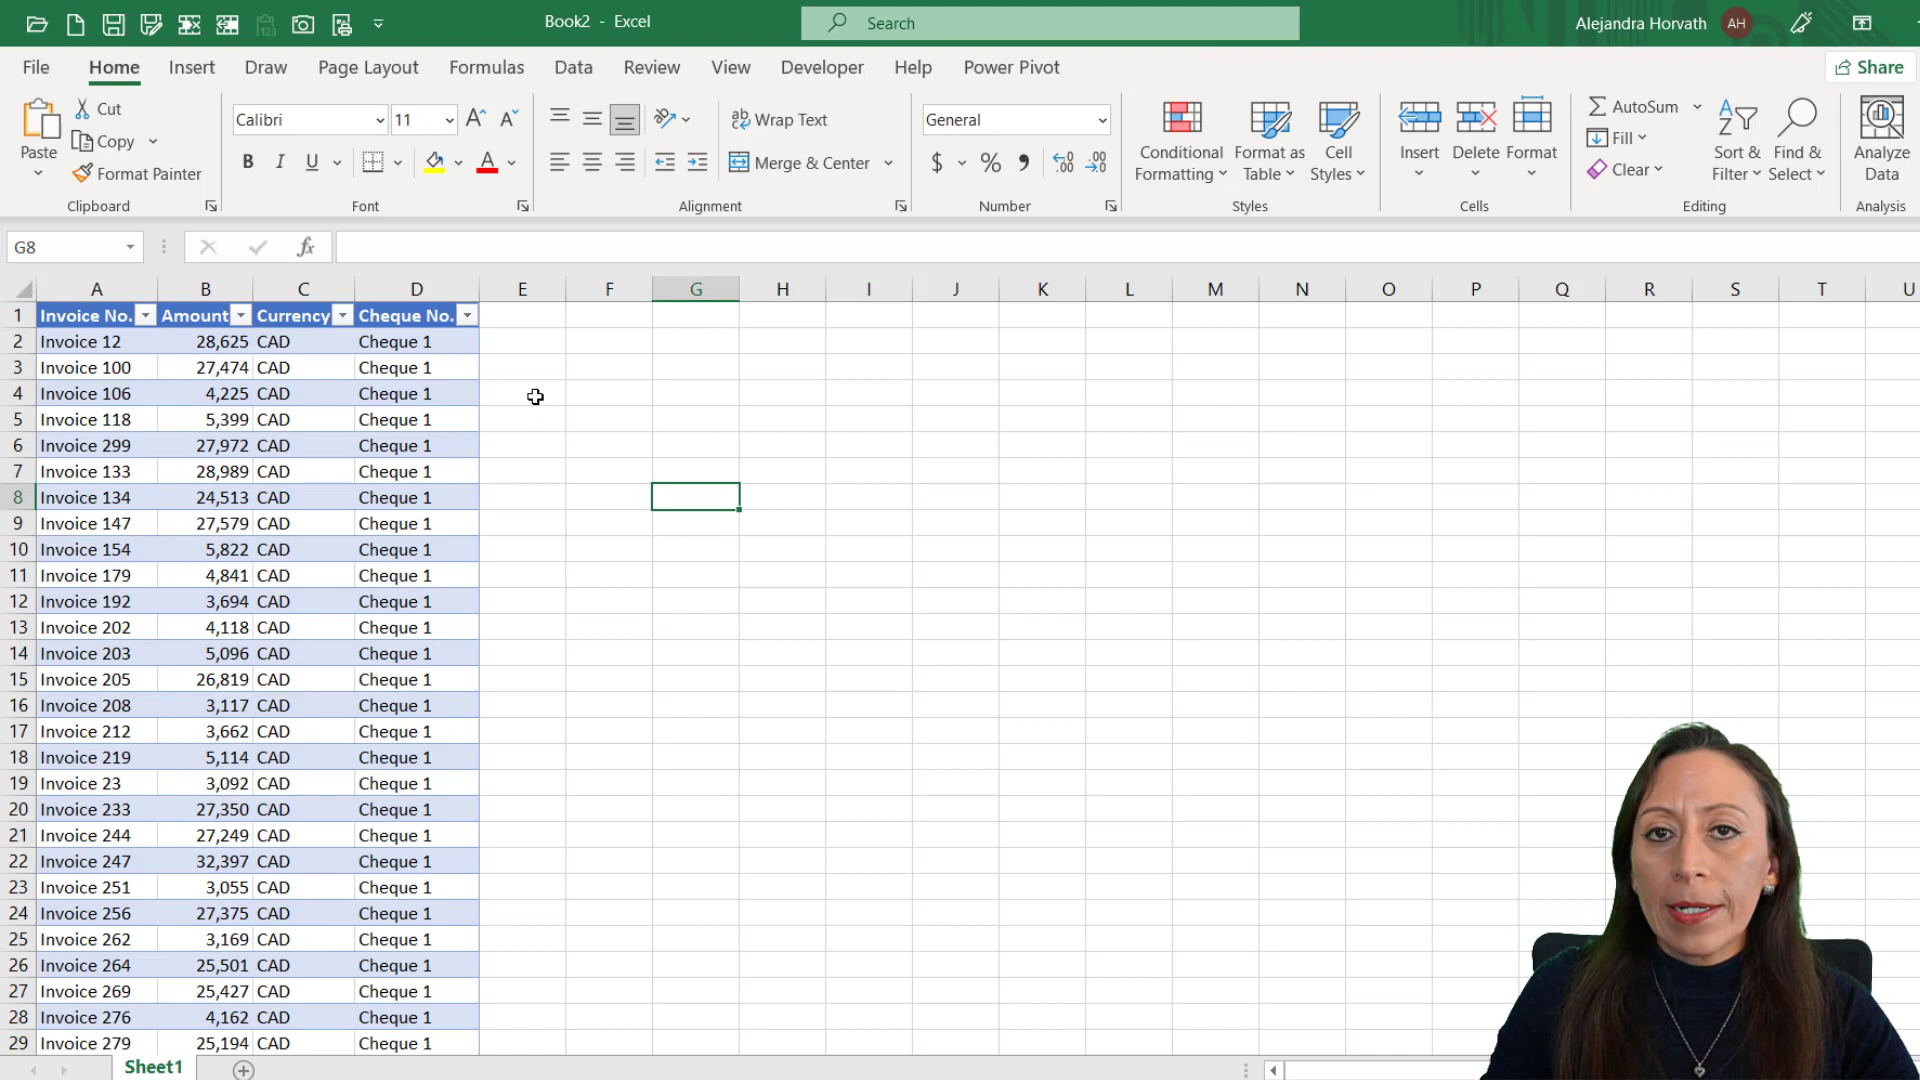 Book2 - Excel
Search
Alejandra Horvath
AH
File Home Insert Draw Page Layout Formulas Data Review View Developer Help Power Pivot
Share
Paste
Cut
Copy
Format Painter
Clipboard
Calibri 11
B I U A
Font
ab Wrap Text
Merge & Center
Alignment
General
$ %
Number
Conditional Formatting
Format as Table
Cell Styles
Styles
Insert
Delete
Format
Cells
AutoSum
Fill
Clear
Sort & Filter
Find & Select
Editing
Analyze Data
Analysis
G8 fx
A B C D E F G H I J K L M N O P Q R S T U
1 Invoice No. Amount Currency Cheque No.
2 Invoice 12 28,625 CAD Cheque 1
3 Invoice 100 27,474 CAD Cheque 1
4 Invoice 106 4,225 CAD Cheque 1
5 Invoice 118 5,399 CAD Cheque 1
6 Invoice 299 27,972 CAD Cheque 1
7 Invoice 133 28,989 CAD Cheque 1
8 Invoice 134 24,513 CAD Cheque 1
9 Invoice 147 27,579 CAD Cheque 1
10 Invoice 154 5,822 CAD Cheque 1
11 Invoice 179 4,841 CAD Cheque 1
12 Invoice 192 3,694 CAD Cheque 1
13 Invoice 202 4,118 CAD Cheque 1
14 Invoice 203 5,096 CAD Cheque 1
15 Invoice 205 26,819 CAD Cheque 1
16 Invoice 208 3,117 CAD Cheque 1
17 Invoice 212 3,662 CAD Cheque 1
18 Invoice 219 5,114 CAD Cheque 1
19 Invoice 23 3,092 CAD Cheque 1
20 Invoice 233 27,350 CAD Cheque 1
21 Invoice 244 27,249 CAD Cheque 1
22 Invoice 247 32,397 CAD Cheque 1
23 Invoice 251 3,055 CAD Cheque 1
24 Invoice 256 27,375 CAD Cheque 1
25 Invoice 262 3,169 CAD Cheque 1
26 Invoice 264 25,501 CAD Cheque 1
27 Invoice 269 25,427 CAD Cheque 1
28 Invoice 276 4,162 CAD Cheque 1
29 Invoice 279 25,194 CAD Cheque 1
Sheet1